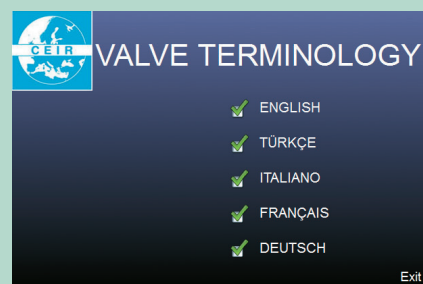 CEIR
VALVE TERMINOLOGY
ENGLISH
TÜRKÇE
ITALIANO
FRANÇAIS
DEUTSCH
Exit